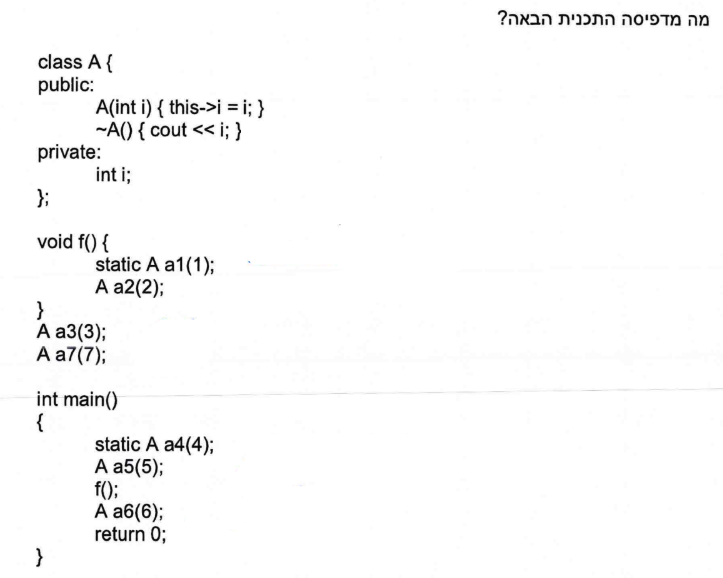 מה מדפיסה התכנית הבאה?
class A {
public:
A(int i) { this->i = i; }
~A() { cout << i; }
private:
int i;
};
void f() {
static A a1(1);
A a2(2);
}
A a3(3);
A a7(7);
int main()
{
static A a4(4);
A a5(5);
f();
A a6(6);
return 0;
}